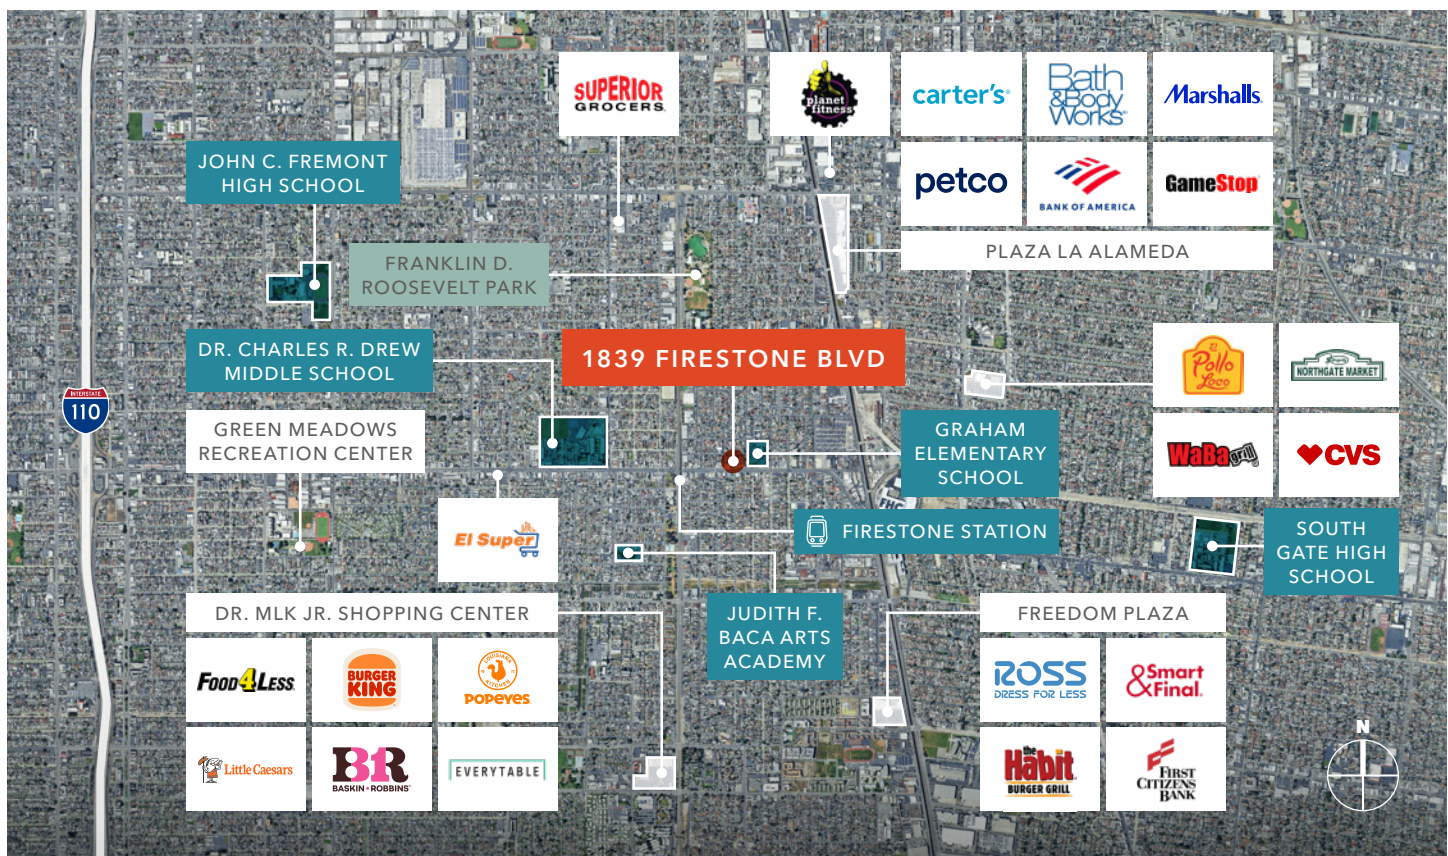 SUPERIOR
GROCERS
planet
fitness
carter's
Bath
&Body
Works
Marshalls
petco
BANK OF AMERICA
GameStop
PLAZA LA ALAMEDA
JOHN C. FREMONT
HIGH SCHOOL
FRANKLIN D.
ROOSEVELT PARK
DR. CHARLES R. DREW
MIDDLE SCHOOL
1839 FIRESTONE BLVD
El
Pollo
Loco
NORTHGATE MARKET
WaBa grill
CVS
INTERSTATE
110
GREEN MEADOWS
RECREATION CENTER
GRAHAM
ELEMENTARY
SCHOOL
El Super
FIRESTONE STATION
SOUTH
GATE HIGH
SCHOOL
DR. MLK JR. SHOPPING CENTER
JUDITH F.
BACA ARTS
ACADEMY
FREEDOM PLAZA
FOOD4LESS
BURGER
KING
LOUISIANA
KITCHEN
POPEYES
Little Caesars
BR
BASKIN·ROBBINS
EVERYTABLE
ROSS
DRESS FOR LESS
&Smart
Final
the
Habit
BURGER GRILL
FIRST
CITIZENS
BANK
N